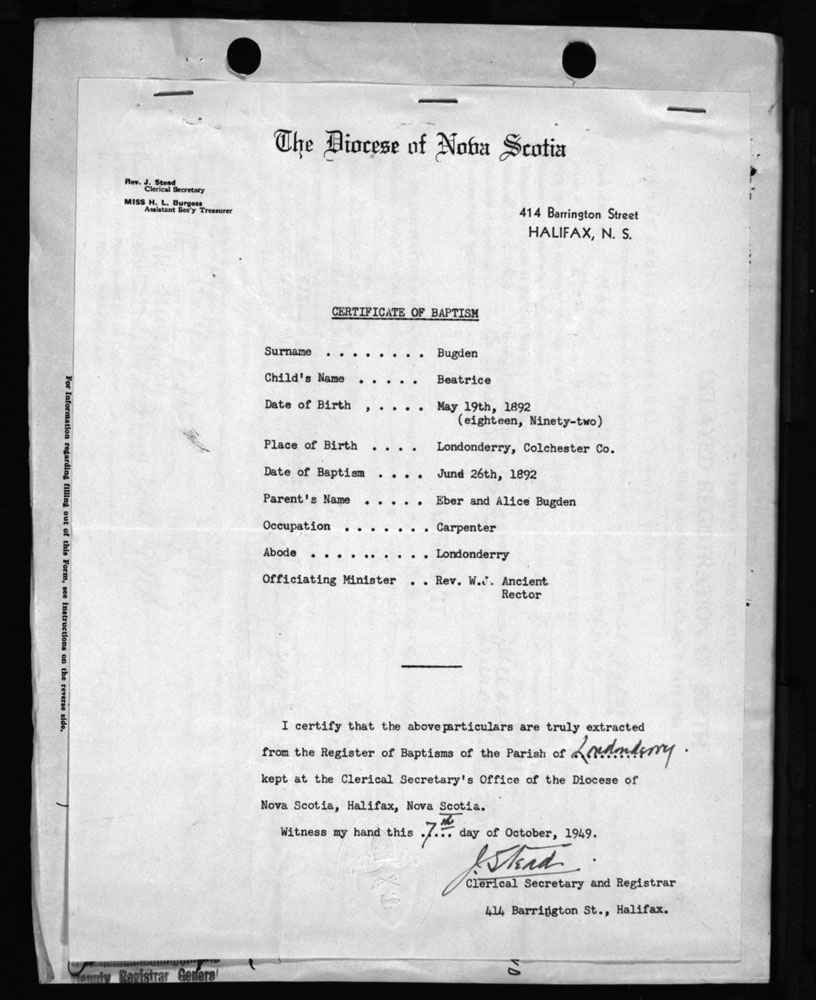 The Diocese of Nova Scotia
Rev. J. Stead
Clerical Secretary
MISS H. L. Burgess
Assistant Sec'y Treasurer
414 Barrington Street
HALIFAX, N. S.
CERTIFICATE OF BAPTISM
Surname . . . . . . . . Bugden
Child's Name . . . . . Beatrice
Date of Birth , . . . . May 19th, 1892
(eighteen, Ninety-two)
Place of Birth . . . . Londonderry, Colchester Co.
Date of Baptism . . . . June 26th, 1892
Parent's Name . . . . . Eber and Alice Bugden
Occupation . . . . . . . Carpenter
Abode . . . . .. . . . . Londonderry
Officiating Minister . . Rev. W.J. Ancient
Rector
I certify that the above particulars are truly extracted
from the Register of Baptisms of the Parish of Londonderry.
kept at the Clerical Secretary's Office of the Diocese of
Nova Scotia, Halifax, Nova Scotia.
Witness my hand this 7th day of October, 1949.
J. Stead
Clerical Secretary and Registrar
414 Barrington St., Halifax.
For Information regarding filling out of this Form, see instructions on the reverse side.
Deputy Registrar General